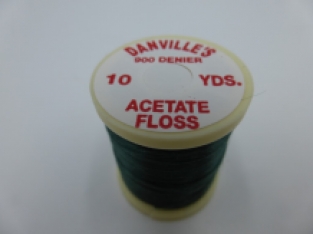 DANVILLE'S
900 DENIER
10 YDS.
ACETATE
FLOSS